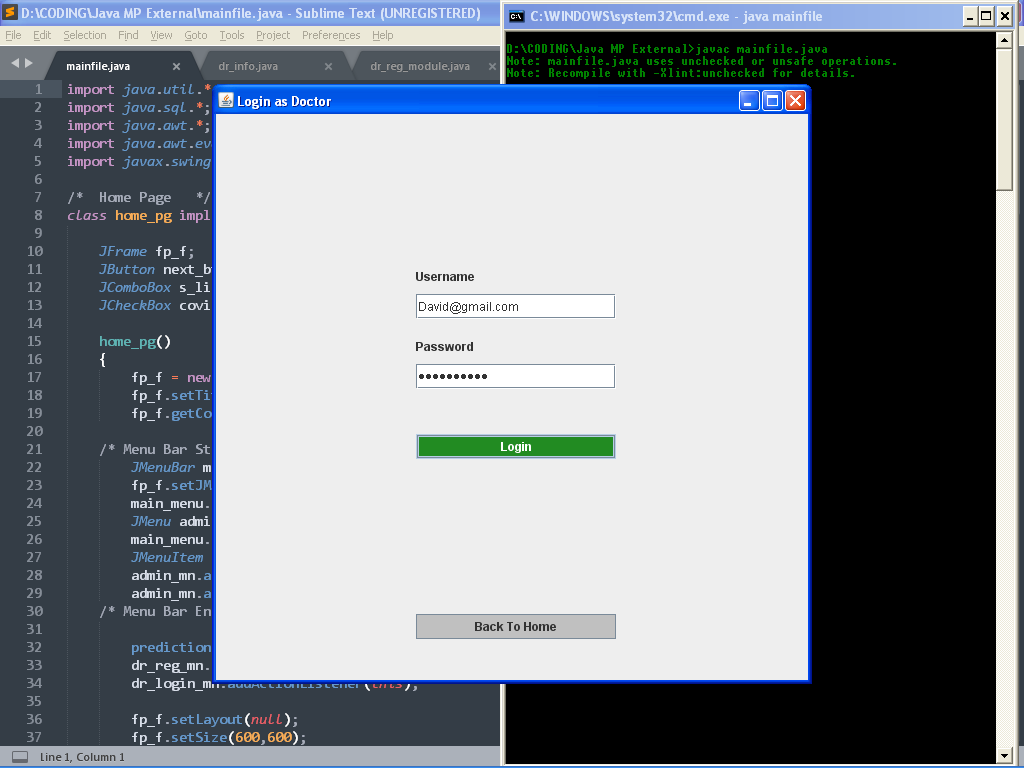 D:\CODING\Java MP External\mainfile.java - Sublime Text (UNREGISTERED)
File Edit Selection Find View Goto Tools Project Preferences Help
mainfile.java × dr_info.java × dr_reg_module.java ×
1 import java.util.*
2 import java.sql.*;
3 import java.awt.*;
4 import java.awt.ev
5 import javax.swing
6
7 /* Home Page */
8 class home_pg impl
9
10 JFrame fp_f;
11 JButton next_b
12 JComboBox s_li
13 JCheckBox covi
14
15 home_pg()
16 {
17 fp_f = new
18 fp_f.setTi
19 fp_f.getCo
20
21 /* Menu Bar St
22 JMenuBar m
23 fp_f.setJM
24 main_menu.
25 JMenu admi
26 main_menu.
27 JMenuItem
28 admin_mn.a
29 admin_mn.a
30 /* Menu Bar En
31
32 prediction
33 dr_reg_mn.
34 dr_login_mn.addActionListener(this);
35
36 fp_f.setLayout(null);
37 fp_f.setSize(600,600);
Line 1, Column 1
C:\WINDOWS\system32\cmd.exe - java mainfile
D:\CODING\Java MP External>javac mainfile.java
Note: mainfile.java uses unchecked or unsafe operations.
Note: Recompile with -Xlint:unchecked for details.
Login as Doctor
Username
David@gmail.com
Password
••••••••••
Login
Back To Home